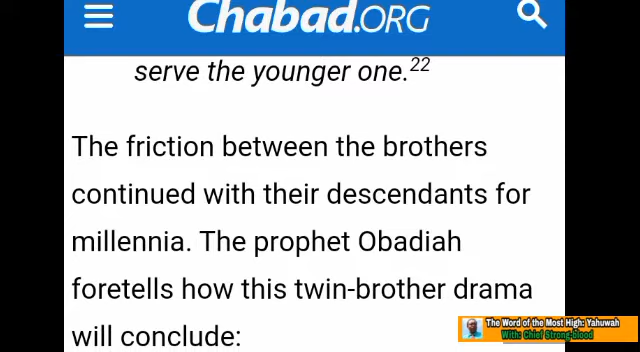 Chabad.ORG
serve the younger one.22
The friction between the brothers
continued with their descendants for
millennia. The prophet Obadiah
foretells how this twin-brother drama
will conclude:
The Word of the Most High: Yahuwah
With: Chief Strong-blood